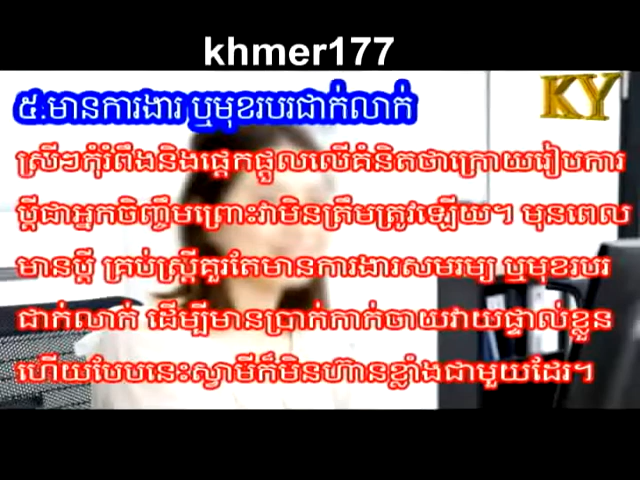 khmer177
KY
៥.មានការងារ ឬមុខរបរជាក់លាក់
ស្រីៗកុំរំពឹងនិងផ្តេកផ្តួលលើគំនិតថាក្រោយរៀបការ
ប្តីជាអ្នកចិញ្ចឹមព្រោះវាមិនត្រឹមត្រូវឡើយ។ មុនពេល
មានប្តី គ្រប់ស្ត្រីគួរតែមានការងារសមរម្យ ឬមុខរបរ
ជាក់លាក់ ដើម្បីមានប្រាក់កាក់ចាយវាយផ្ទាល់ខ្លួន
ហើយបែបនេះស្វាមីក៏មិនហ៊ានខ្លាំងជាមួយដែរ។